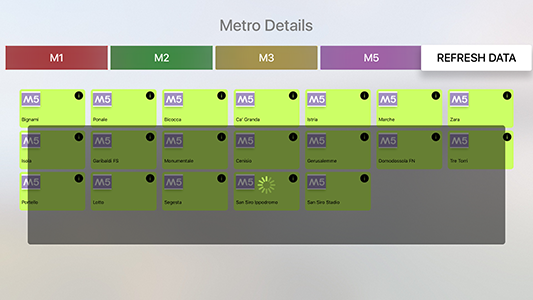 Metro Details
M1 M2 M3 M5 REFRESH DATA
M5 M5 M5 M5 M5 M5 M5
Bignami Ponale Bicocca Ca' Granda Istria Marche Zara
M5 M5 M5 M5 M5 M5 M5
Isola Garibaldi FS Monumentale Cenisio Gerusalemme Domodossola FN Tre Torri
M5 M5 M5 M5 M5
Portello Lotto Segesta San Siro Ippodromo San Siro Stadio